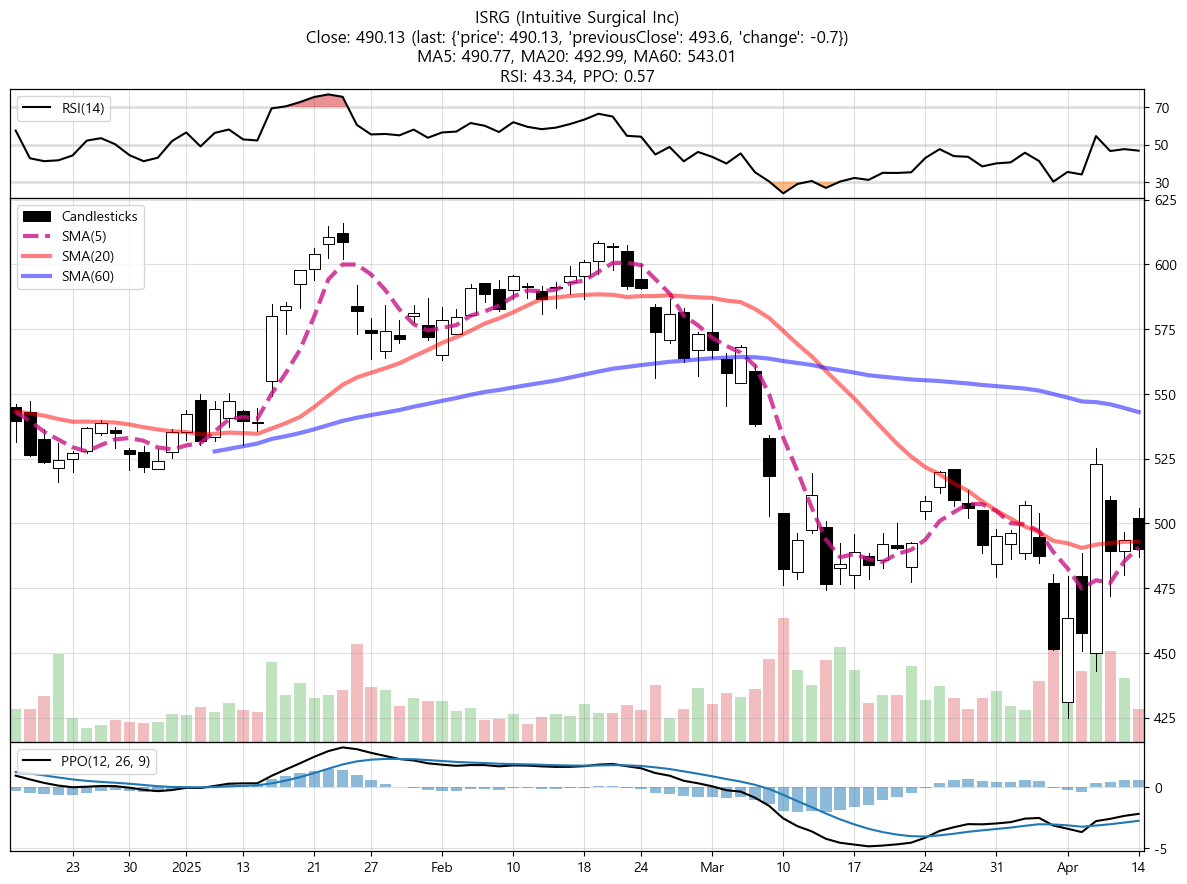 ISRG (Intuitive Surgical Inc)
Close: 490.13 (last: {'price': 490.13, 'previousClose': 493.6, 'change': -0.7})
MA5: 490.77, MA20: 492.99, MA60: 543.01
RSI: 43.34, PPO: 0.57
RSI(14)
70
50
30
Candlesticks
SMA(5)
SMA(20)
SMA(60)
625
600
575
550
525
500
475
450
425
PPO(12, 26, 9)
0
-5
23 30 2025 13 21 27 Feb 10 18 24 Mar 10 17 24 31 Apr 14